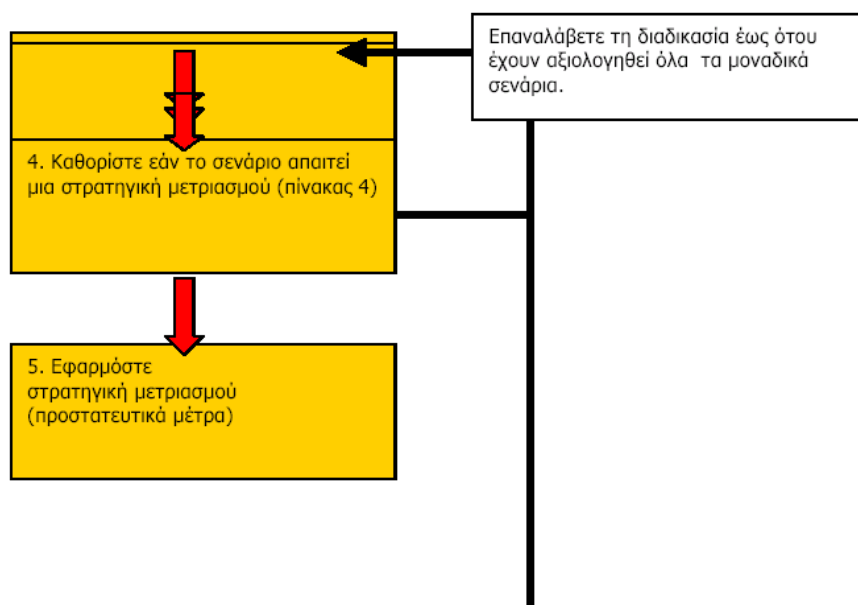 Επαναλάβετε τη διαδικασία έως ότου
έχουν αξιολογηθεί όλα τα μοναδικά
σενάρια.
4. Καθορίστε εάν το σενάριο απαιτεί
μια στρατηγική μετριασμού (πίνακας 4)
5. Εφαρμόστε
στρατηγική μετριασμού
(προστατευτικά μέτρα)